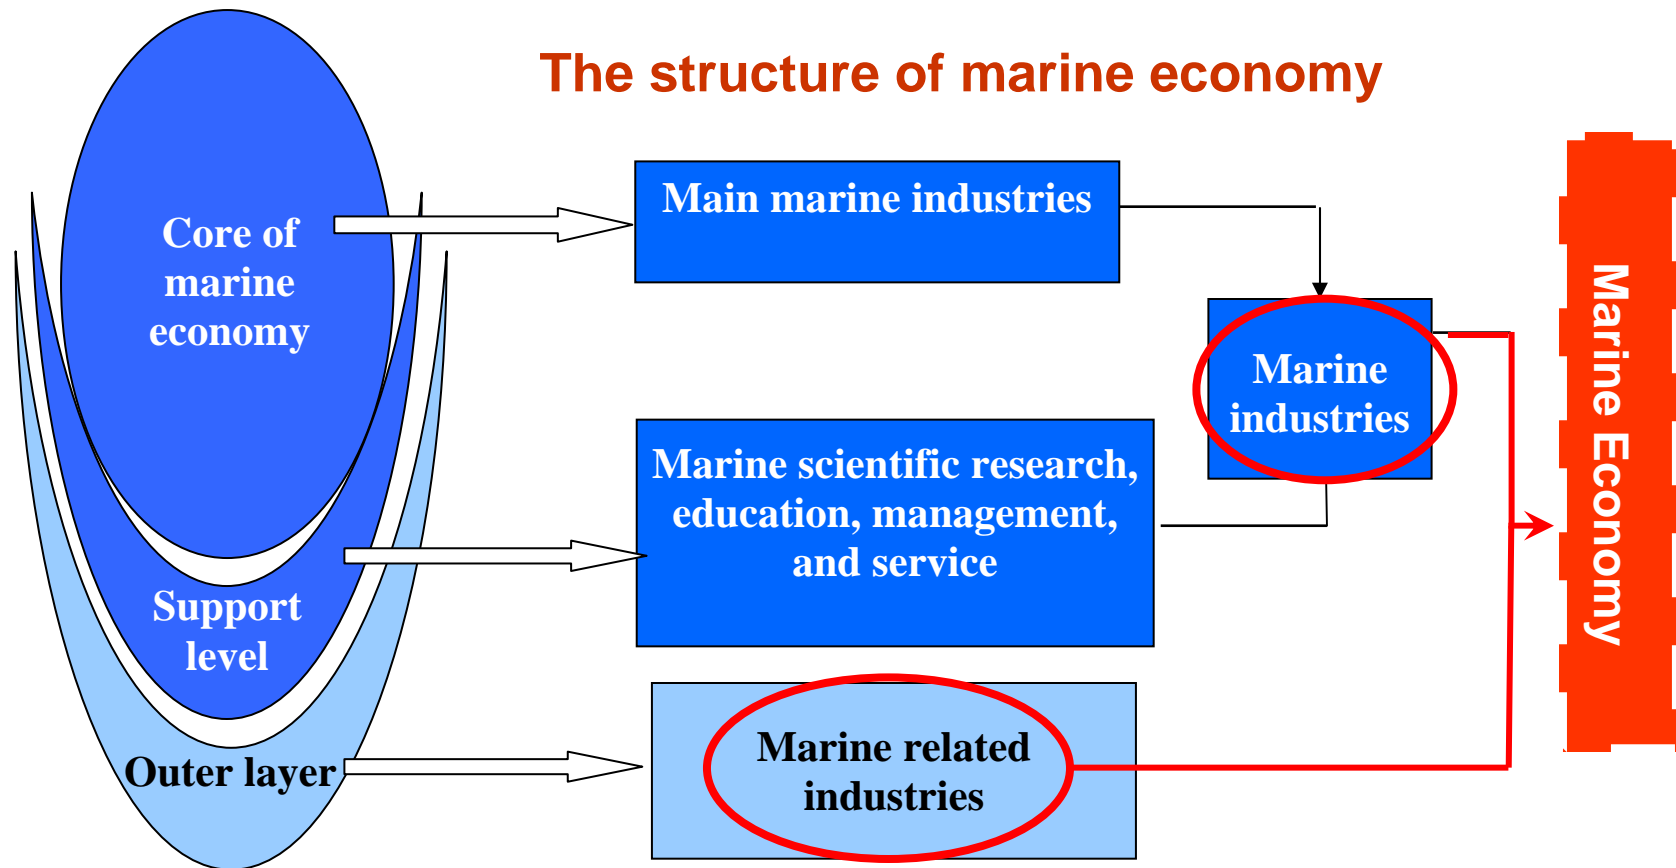 The structure of marine economy
Core of
marine
economy
Main marine industries
Marine
industries
Marine scientific research,
education, management,
and service
Support
level
Outer layer
Marine related
industries
Marine Economy